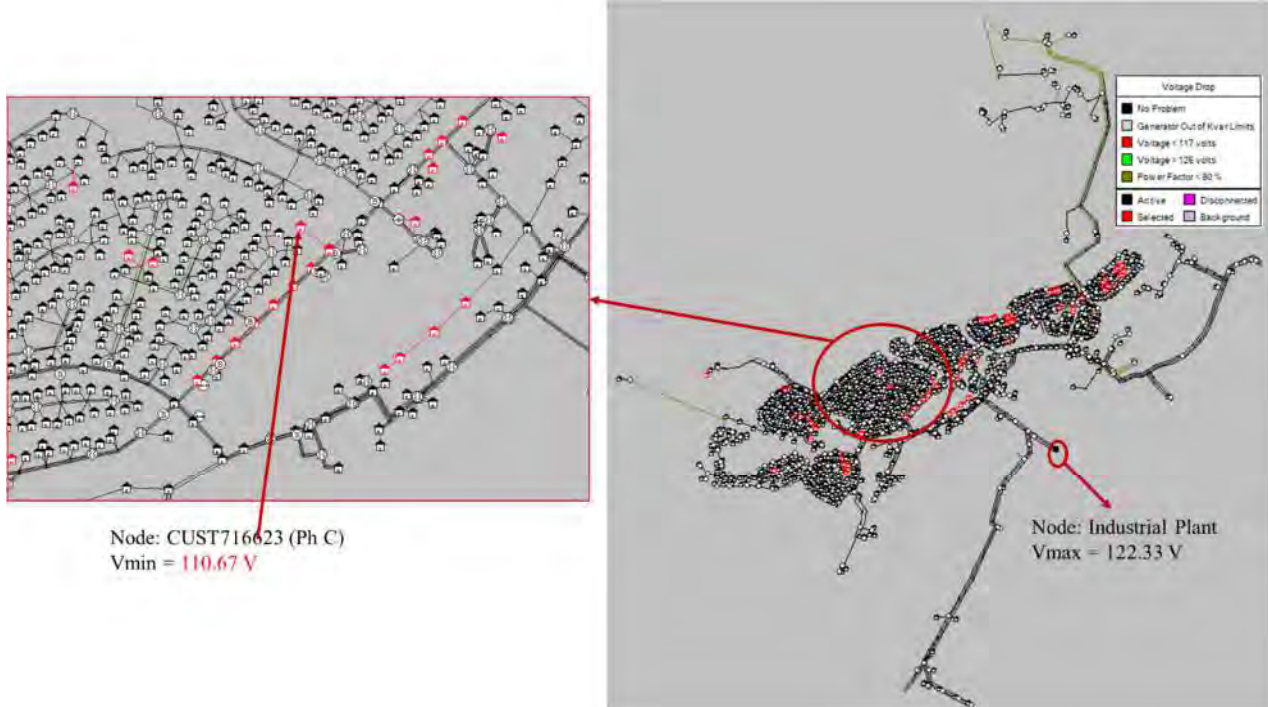 Voltage Drop
No Problem
Generator Out of Kvar Limits
Voltage < 117 volts
Voltage > 126 volts
Power Factor < 80 %
Active
Disconnected
Selected
Background
Node: CUST716623 (Ph C)
Vmin = 110.67 V
Node: Industrial Plant
Vmax = 122.33 V